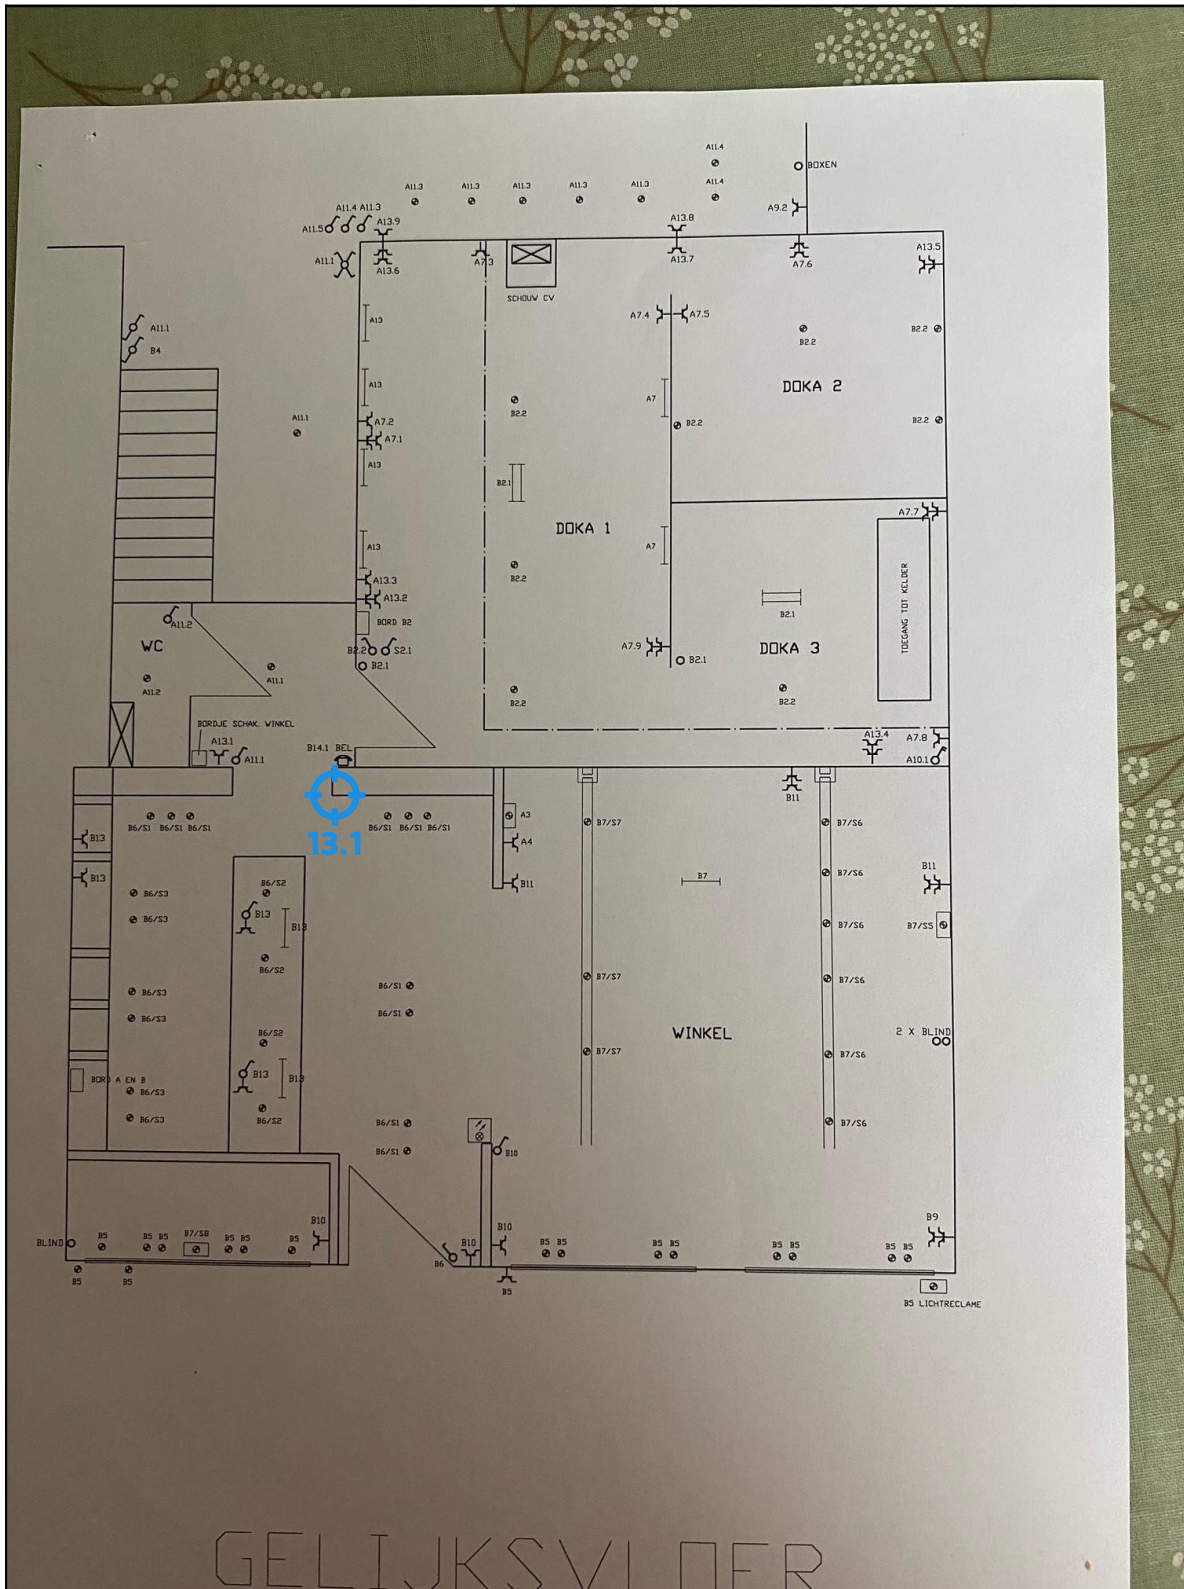 A11.4
BOXEN
A11.3 A11.3 A11.3 A11.3 A11.3 A11.4
A11.4 A11.3
A11.5
A13.9
A13.8
A9.2
A11.1
A13.6
A7.3
A13.7
A7.6
A13.5
SCHOUW CV
A13
A7.4 A7.5
A11.1
B4
B2.2
B2.2
A13
A7
DOKA 2
B2.2
A11.1
A7.2
A7.1
B2.2
B2.2
A13
B2.1
A7.7
DOKA 1
A13
A7
B2.2
TOEGANG TOT KELDER
A13.3
A13.2
B2.1
BORD B2
A11.2
WC
B2.2 S2.1
B2.1
A7.9
B2.1
DOKA 3
A11.1
A11.2
B2.2
B2.2
BORDJE SCHAK. WINKEL
A13.1
A11.1
B14.1 BEL
A13.4
A7.8
A10.1
B11
13.1
B6/S1 B6/S1 B6/S1
B6/S1 B6/S1 B6/S1
A3
B7/S7
B7/S6
B13
A4
B13
B11
B7
B7/S6
B11
B6/S3
B6/S2
B6/S3
B13
B13
B7/S6
B7/S5
B6/S2
B6/S3
B6/S1
B7/S7
B7/S6
B6/S3
B6/S1
B6/S2
WINKEL
2 X BLIND
B7/S7
B7/S6
BORD A EN B
B13
B13
B6/S3
B6/S2
B6/S3
B6/S1
B7/S6
B6/S1
B10
BLIND
B5
B5 B5
B7/S8
B5 B5
B5
B10
B6
B10
B10
B5 B5
B5 B5
B5 B5
B5 B5
B9
B5
B5
B5
B5 LICHTRECLAME
GELIJKSVLOER